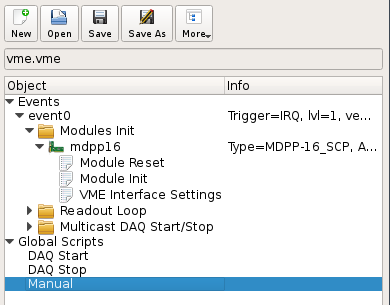 New Open Save Save As More
vme.vme
Object Info
Events
event0 Trigger=IRQ, lvl=1, ve...
Modules Init
mdpp16 Type=MDPP-16_SCP, A...
Module Reset
Module Init
VME Interface Settings
Readout Loop
Multicast DAQ Start/Stop
Global Scripts
DAQ Start
DAQ Stop
Manual